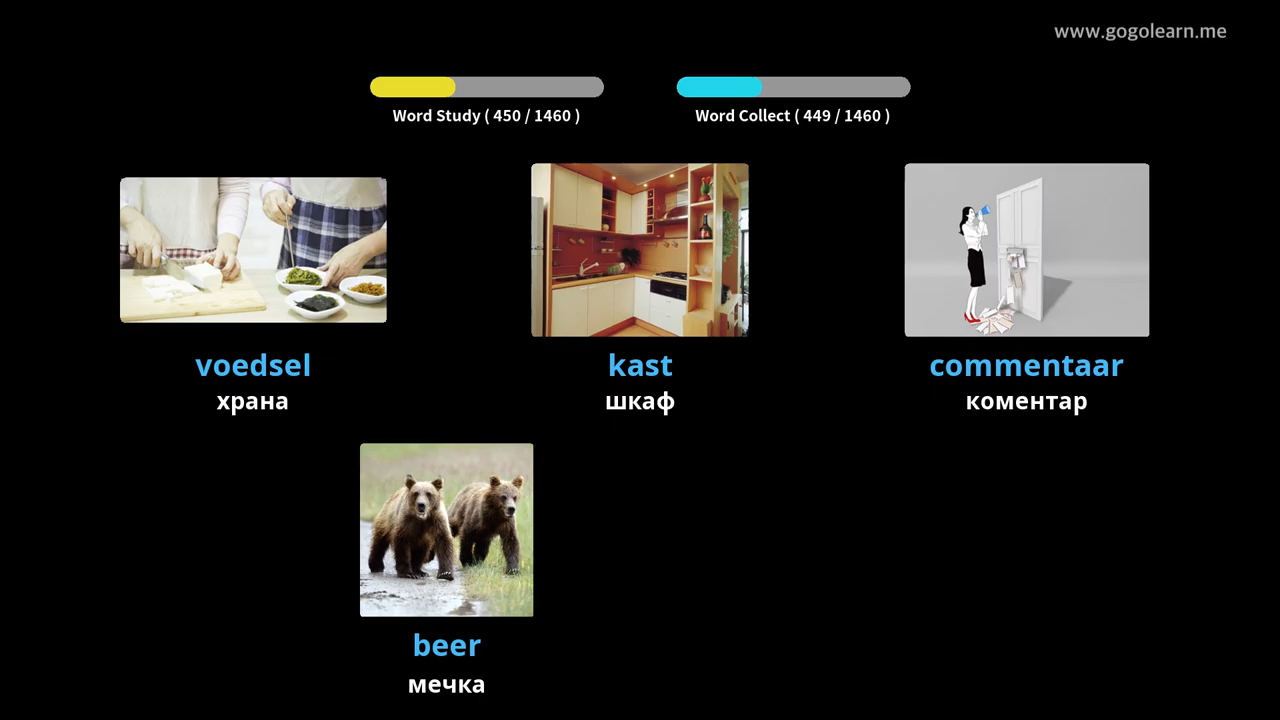 www.gogolearn.me
Word Study ( 450 / 1460 )
Word Collect ( 449 / 1460 )
voedsel
храна
kast
шкаф
commentaar
коментар
beer
мечка